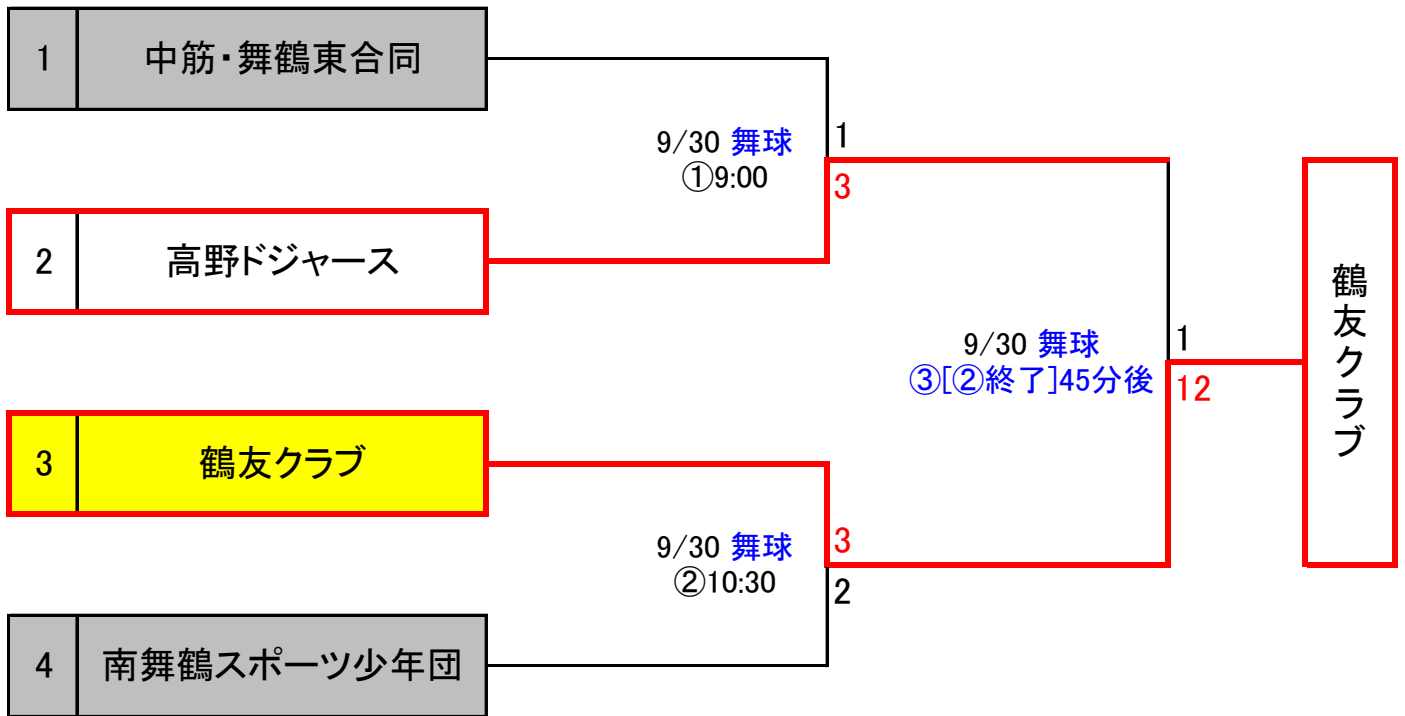 1 中筋・舞鶴東合同
9/30 舞球
①9:00
1
3
2 高野ドジャース
9/30 舞球
③[②終了]45分後
1
12
鶴友クラブ
3 鶴友クラブ
9/30 舞球
②10:30
3
2
4 南舞鶴スポーツ少年団